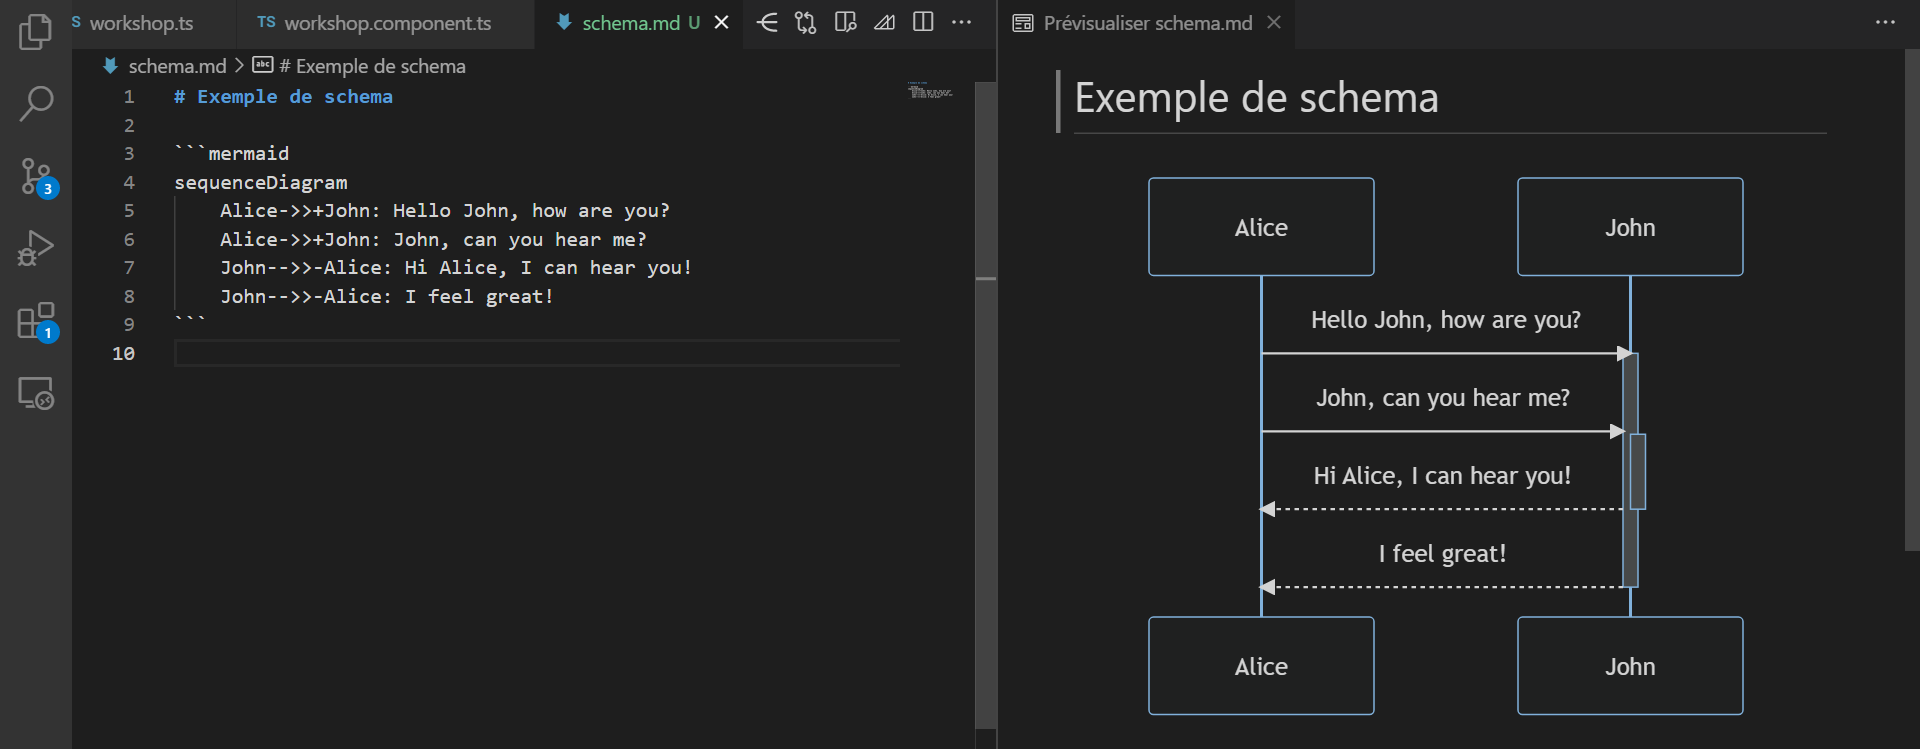 S workshop.ts
TS workshop.component.ts
schema.md U
Prévisualiser schema.md
schema.md > abc # Exemple de schema
1 # Exemple de schema
2
3 ```mermaid
4 sequenceDiagram
5 Alice->>+John: Hello John, how are you?
6 Alice->>+John: John, can you hear me?
7 John-->>-Alice: Hi Alice, I can hear you!
8 John-->>-Alice: I feel great!
9 ```
10
3
1
Exemple de schema
Alice
John
Hello John, how are you?
John, can you hear me?
Hi Alice, I can hear you!
I feel great!
Alice
John